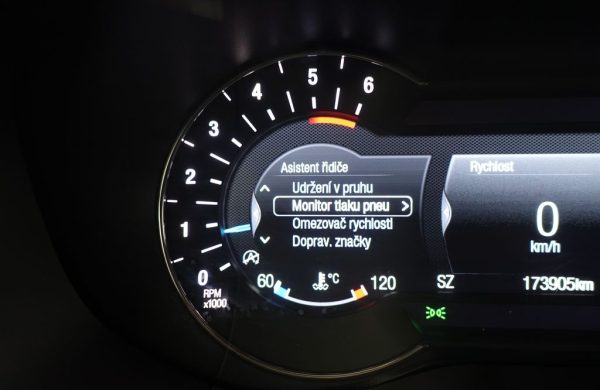 6
5
4
3
2
1
0
RPM
x1000
Asistent řidiče
Udržení v pruhu
Monitor tlaku pneu >
Omezovač rychlosti
Doprav. značky
60 °C 120
Rychlost
0
km/h
SZ 173905km